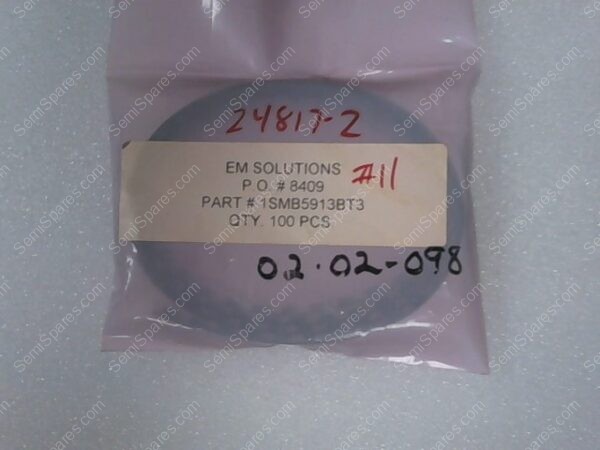 24817-2
EM SOLUTIONS
P.O. # 8409 #11
PART # 1SMB5913BT3
QTY. 100 PCS
02.02-098
SemiSpares.com